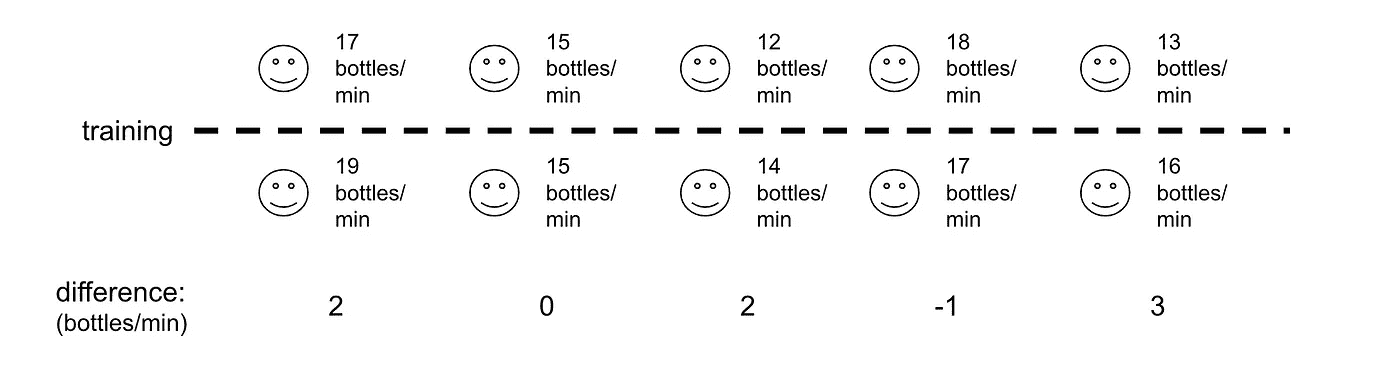 17
bottles/
min
15
bottles/
min
12
bottles/
min
18
bottles/
min
13
bottles/
min
training
19
bottles/
min
15
bottles/
min
14
bottles/
min
17
bottles/
min
16
bottles/
min
difference:
(bottles/min)
2
0
2
-1
3